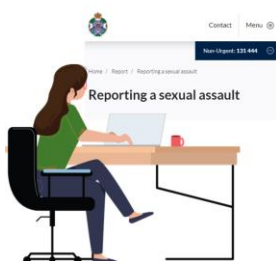 Contact Menu
Non-Urgent: 131 444
Home / Report / Reporting a sexual assault
Reporting a sexual assault